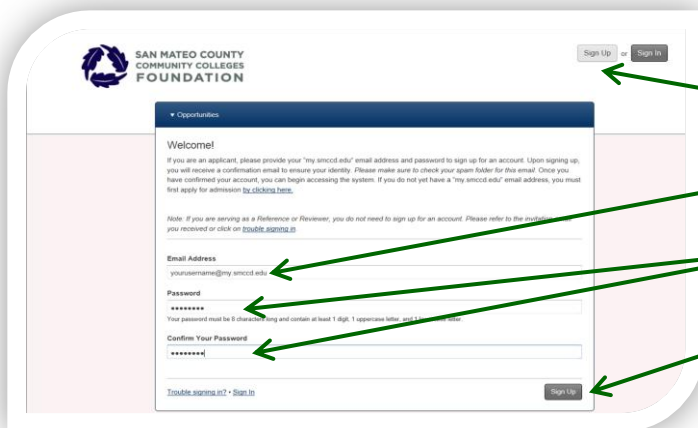 SAN MATEO COUNTY
COMMUNITY COLLEGES
FOUNDATION
Sign Up or Sign In
▾ Opportunities
Welcome!
If you are an applicant, please provide your "my.smccd.edu" email address and password to sign up for an account. Upon signing up,
you will receive a confirmation email to ensure your identity. Please make sure to check your spam folder for this email. Once you
have confirmed your account, you can begin accessing the system. If you do not yet have a "my.smccd.edu" email address, you must
first apply for admission by clicking here.
Note: If you are serving as a Reference or Reviewer, you do not need to sign up for an account. Please refer to the invitation
you received or click on trouble signing in.
Email Address
yourusername@my.smccd.edu
Password
••••••••
Your password must be 8 characters long and contain at least 1 digit, 1 uppercase letter, and 1 letter
Confirm Your Password
••••••••
Trouble signing in? • Sign In
Sign Up